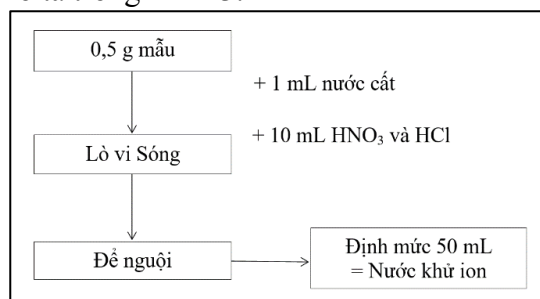 0,5 g mẫu
+ 1 mL nước cất
+ 10 mL HNO₃ và HCl
Lò vi Sóng
Để nguội
Định mức 50 mL
= Nước khử ion